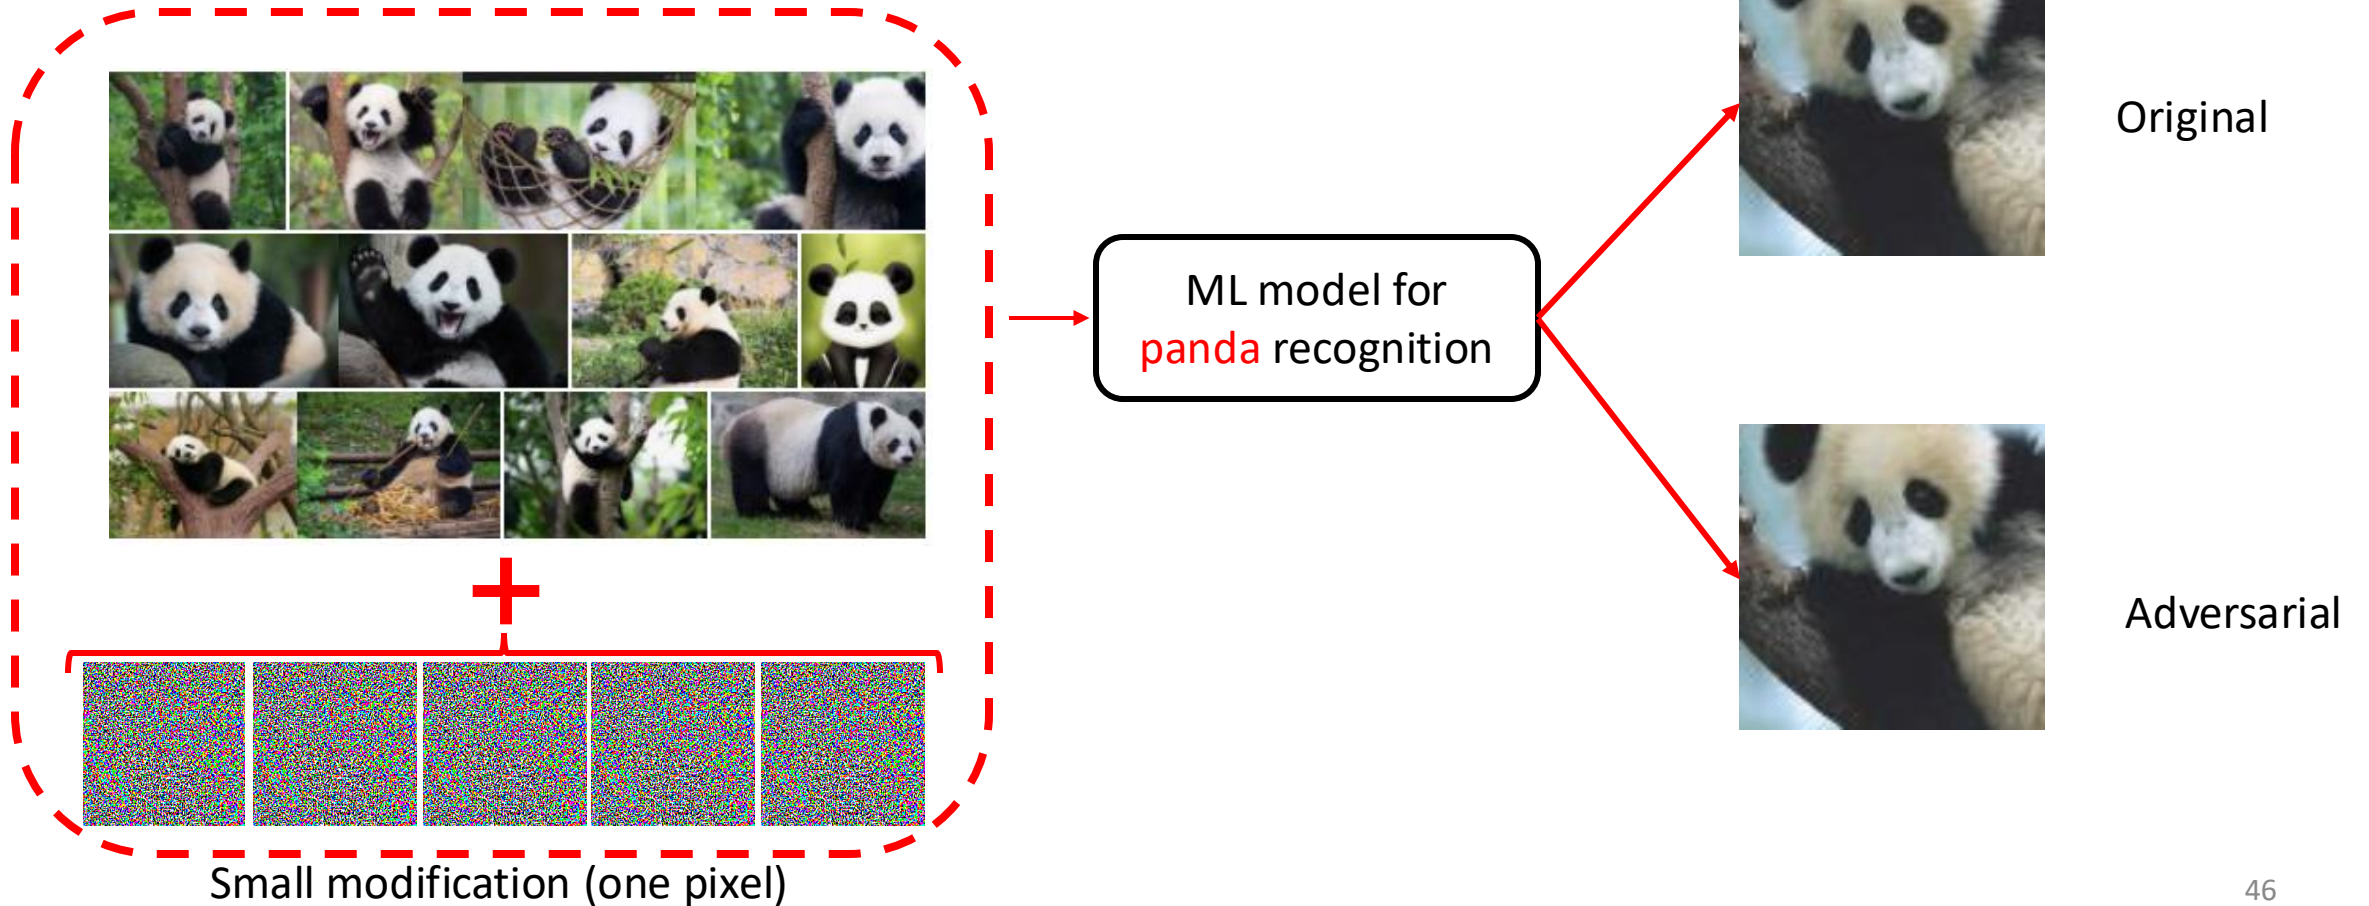 Original
ML model for
panda recognition
Adversarial
Small modification (one pixel)
46